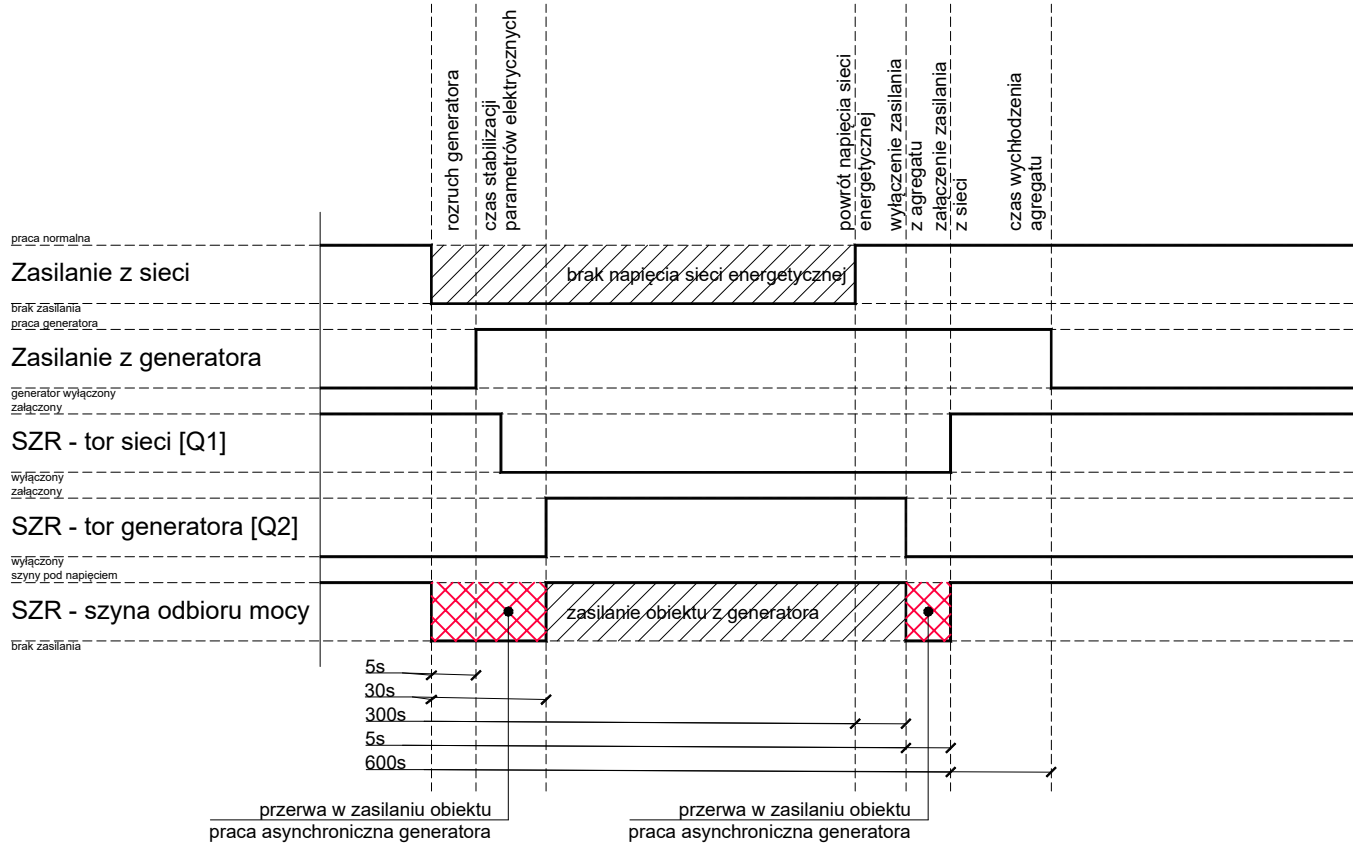 rozruch generatora
czas stabilizacji
parametrów elektrycznych
powrót napięcia sieci
energetycznej
wyłączenie zasilania
z agregatu
załączenie zasilania
z sieci
czas wychłodzenia
agregatu
praca normalna
Zasilanie z sieci
brak napięcia sieci energetycznej
brak zasilania
praca generatora
Zasilanie z generatora
generator wyłączony
załączony
SZR - tor sieci [Q1]
wyłączony
załączony
SZR - tor generatora [Q2]
wyłączony
szyny pod napięciem
SZR - szyna odbioru mocy
zasilanie obiektu z generatora
brak zasilania
5s
30s
300s
5s
600s
przerwa w zasilaniu obiektu
praca asynchroniczna generatora
przerwa w zasilaniu obiektu
praca asynchroniczna generatora